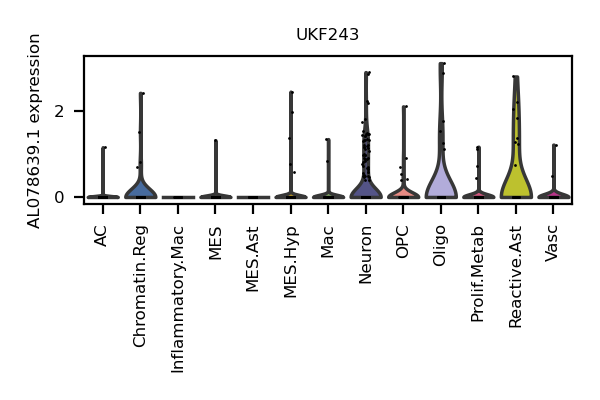 UKF243
AL078639.1 expression
2
0
AC
Chromatin.Reg
Inflammatory.Mac
MES
MES.Ast
MES.Hyp
Mac
Neuron
OPC
Oligo
Prolif.Metab
Reactive.Ast
Vasc